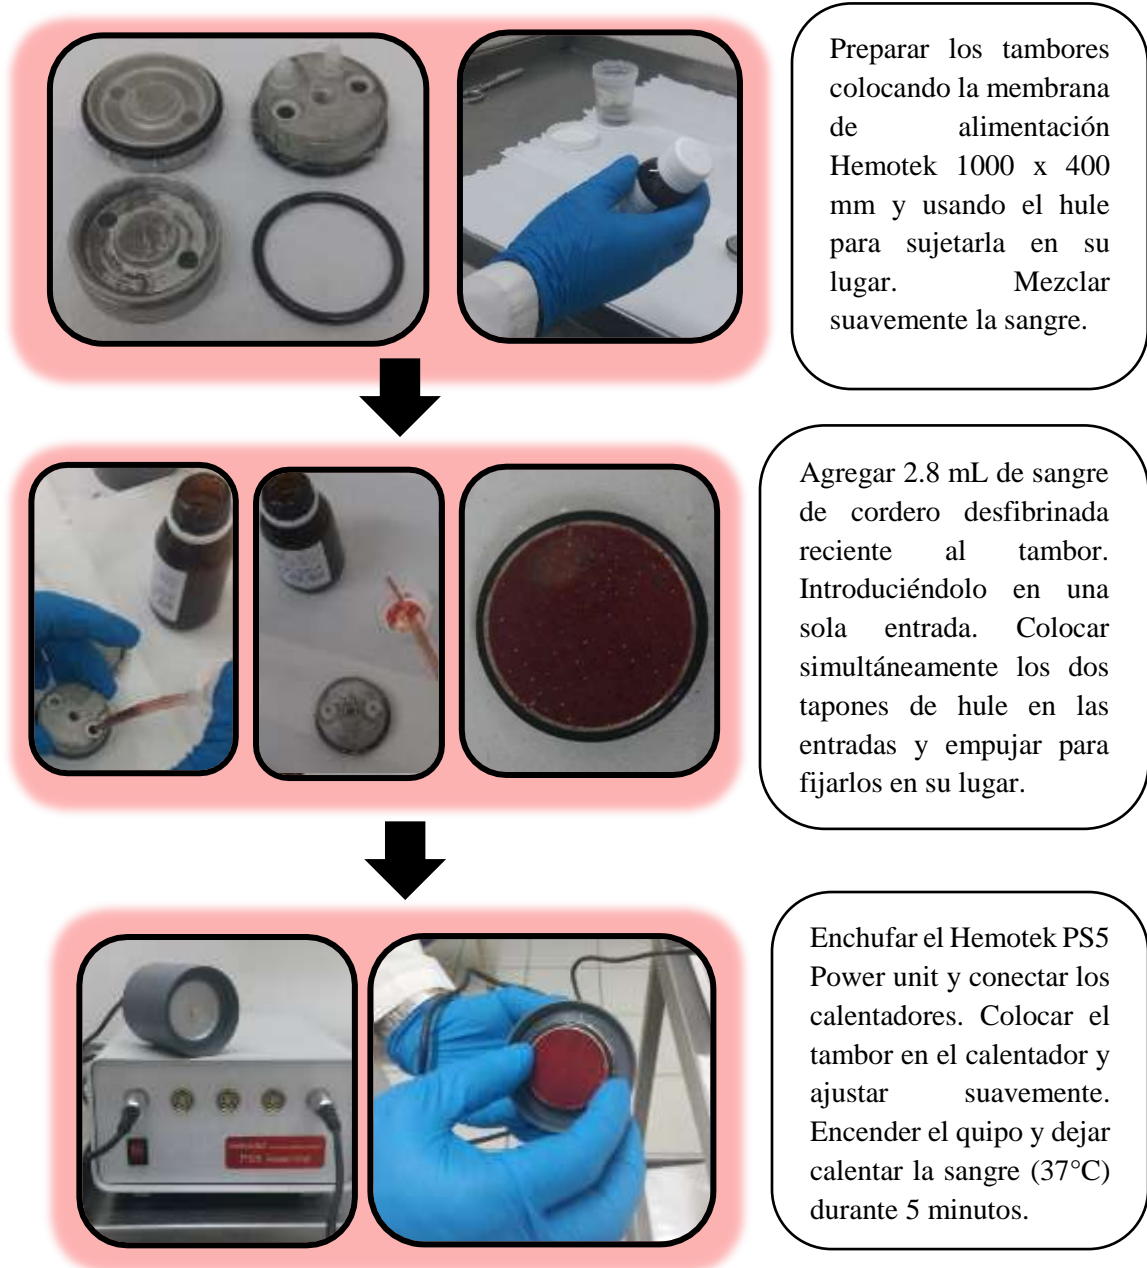 Preparar los tambores
colocando la membrana
de alimentación
Hemotek 1000 x 400
mm y usando el hule
para sujetarla en su
lugar. Mezclar
suavemente la sangre.
Agregar 2.8 mL de sangre
de cordero desfibrinada
reciente al tambor.
Introduciéndolo en una
sola entrada. Colocar
simultáneamente los dos
tapones de hule en las
entradas y empujar para
fijarlos en su lugar.
Enchufar el Hemotek PS5
Power unit y conectar los
calentadores. Colocar el
tambor en el calentador y
ajustar suavemente.
Encender el quipo y dejar
calentar la sangre (37°C)
durante 5 minutos.